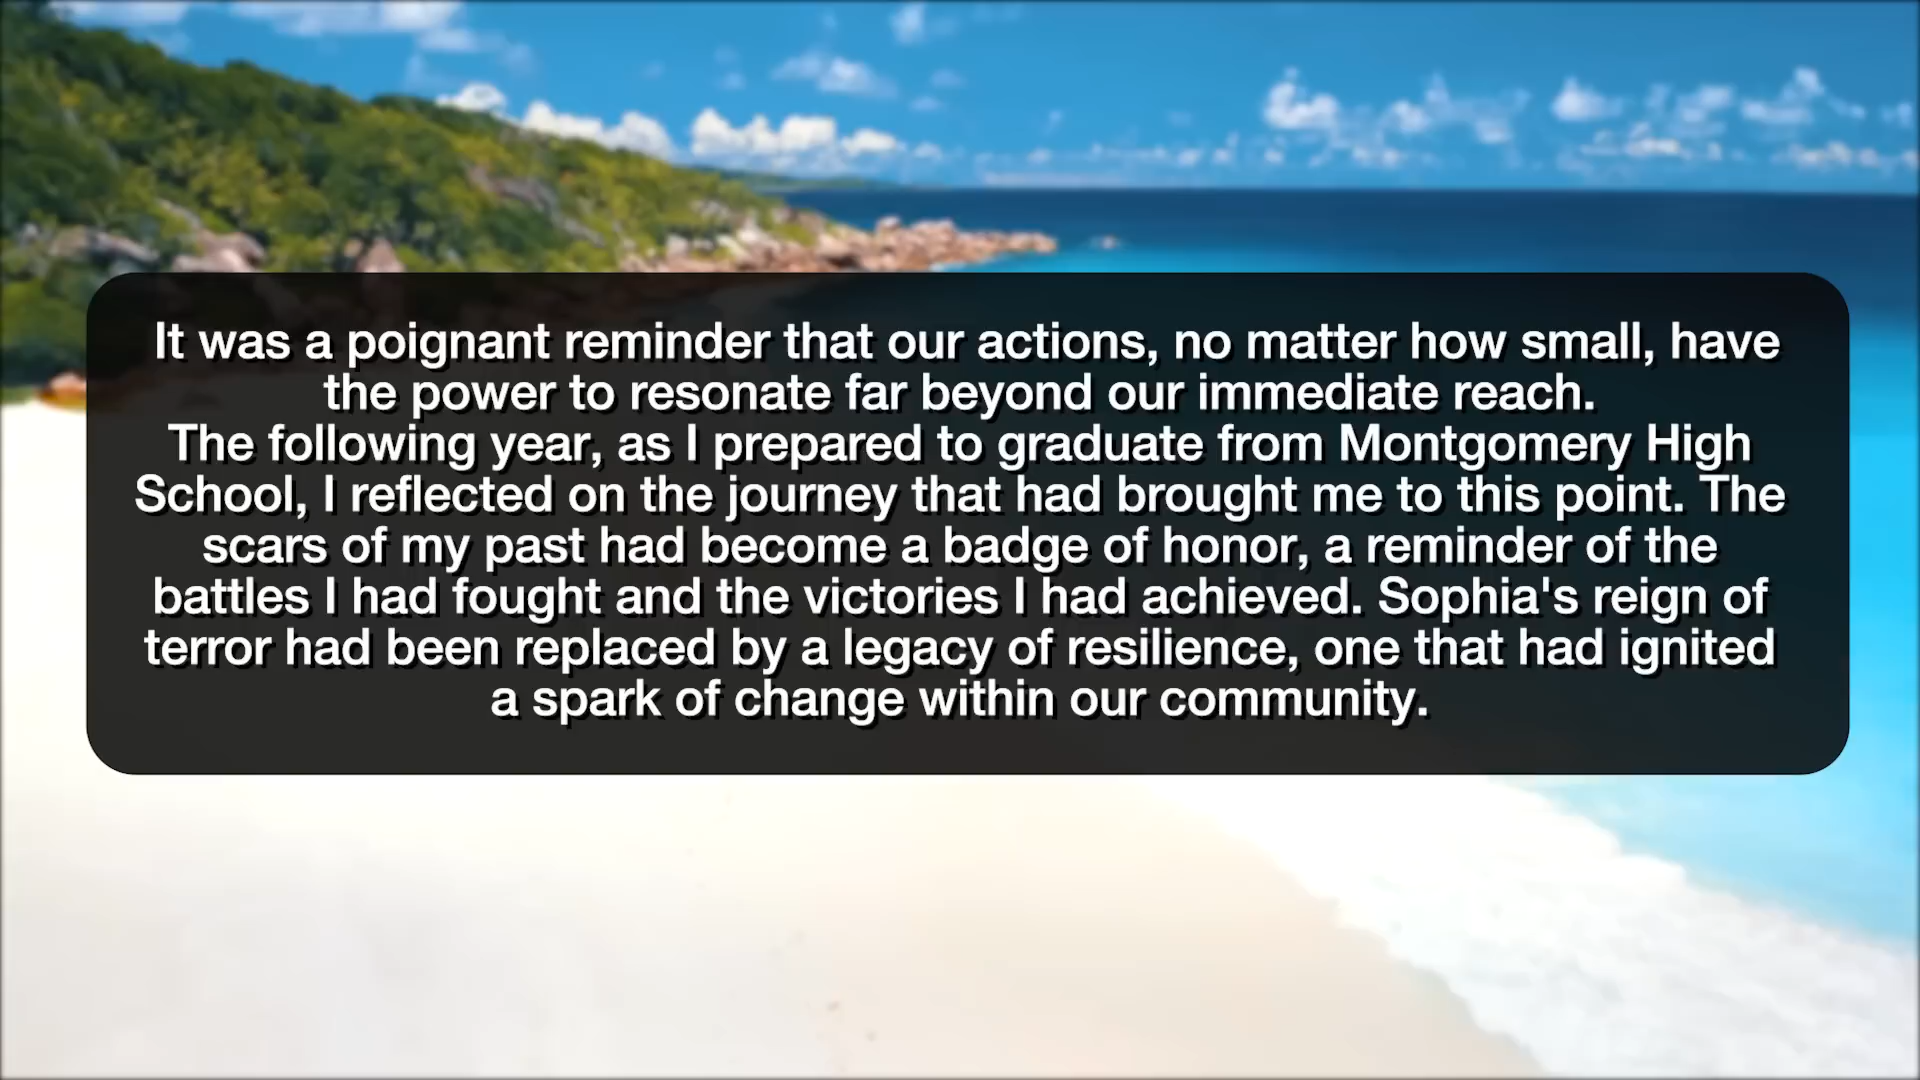 It was a poignant reminder that our actions, no matter how small, have
the power to resonate far beyond our immediate reach.
The following year, as I prepared to graduate from Montgomery High
School, I reflected on the journey that had brought me to this point. The
scars of my past had become a badge of honor, a reminder of the
battles I had fought and the victories I had achieved. Sophia's reign of
terror had been replaced by a legacy of resilience, one that had ignited
a spark of change within our community.